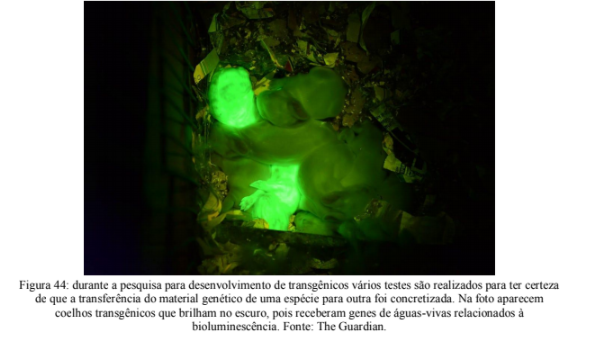 Figura 44: durante a pesquisa para desenvolvimento de transgênicos vários testes são realizados para ter certeza
de que a transferência do material genético de uma espécie para outra foi concretizada. Na foto aparecem
coelhos transgênicos que brilham no escuro, pois receberam genes de águas-vivas relacionados à
bioluminescência. Fonte: The Guardian.